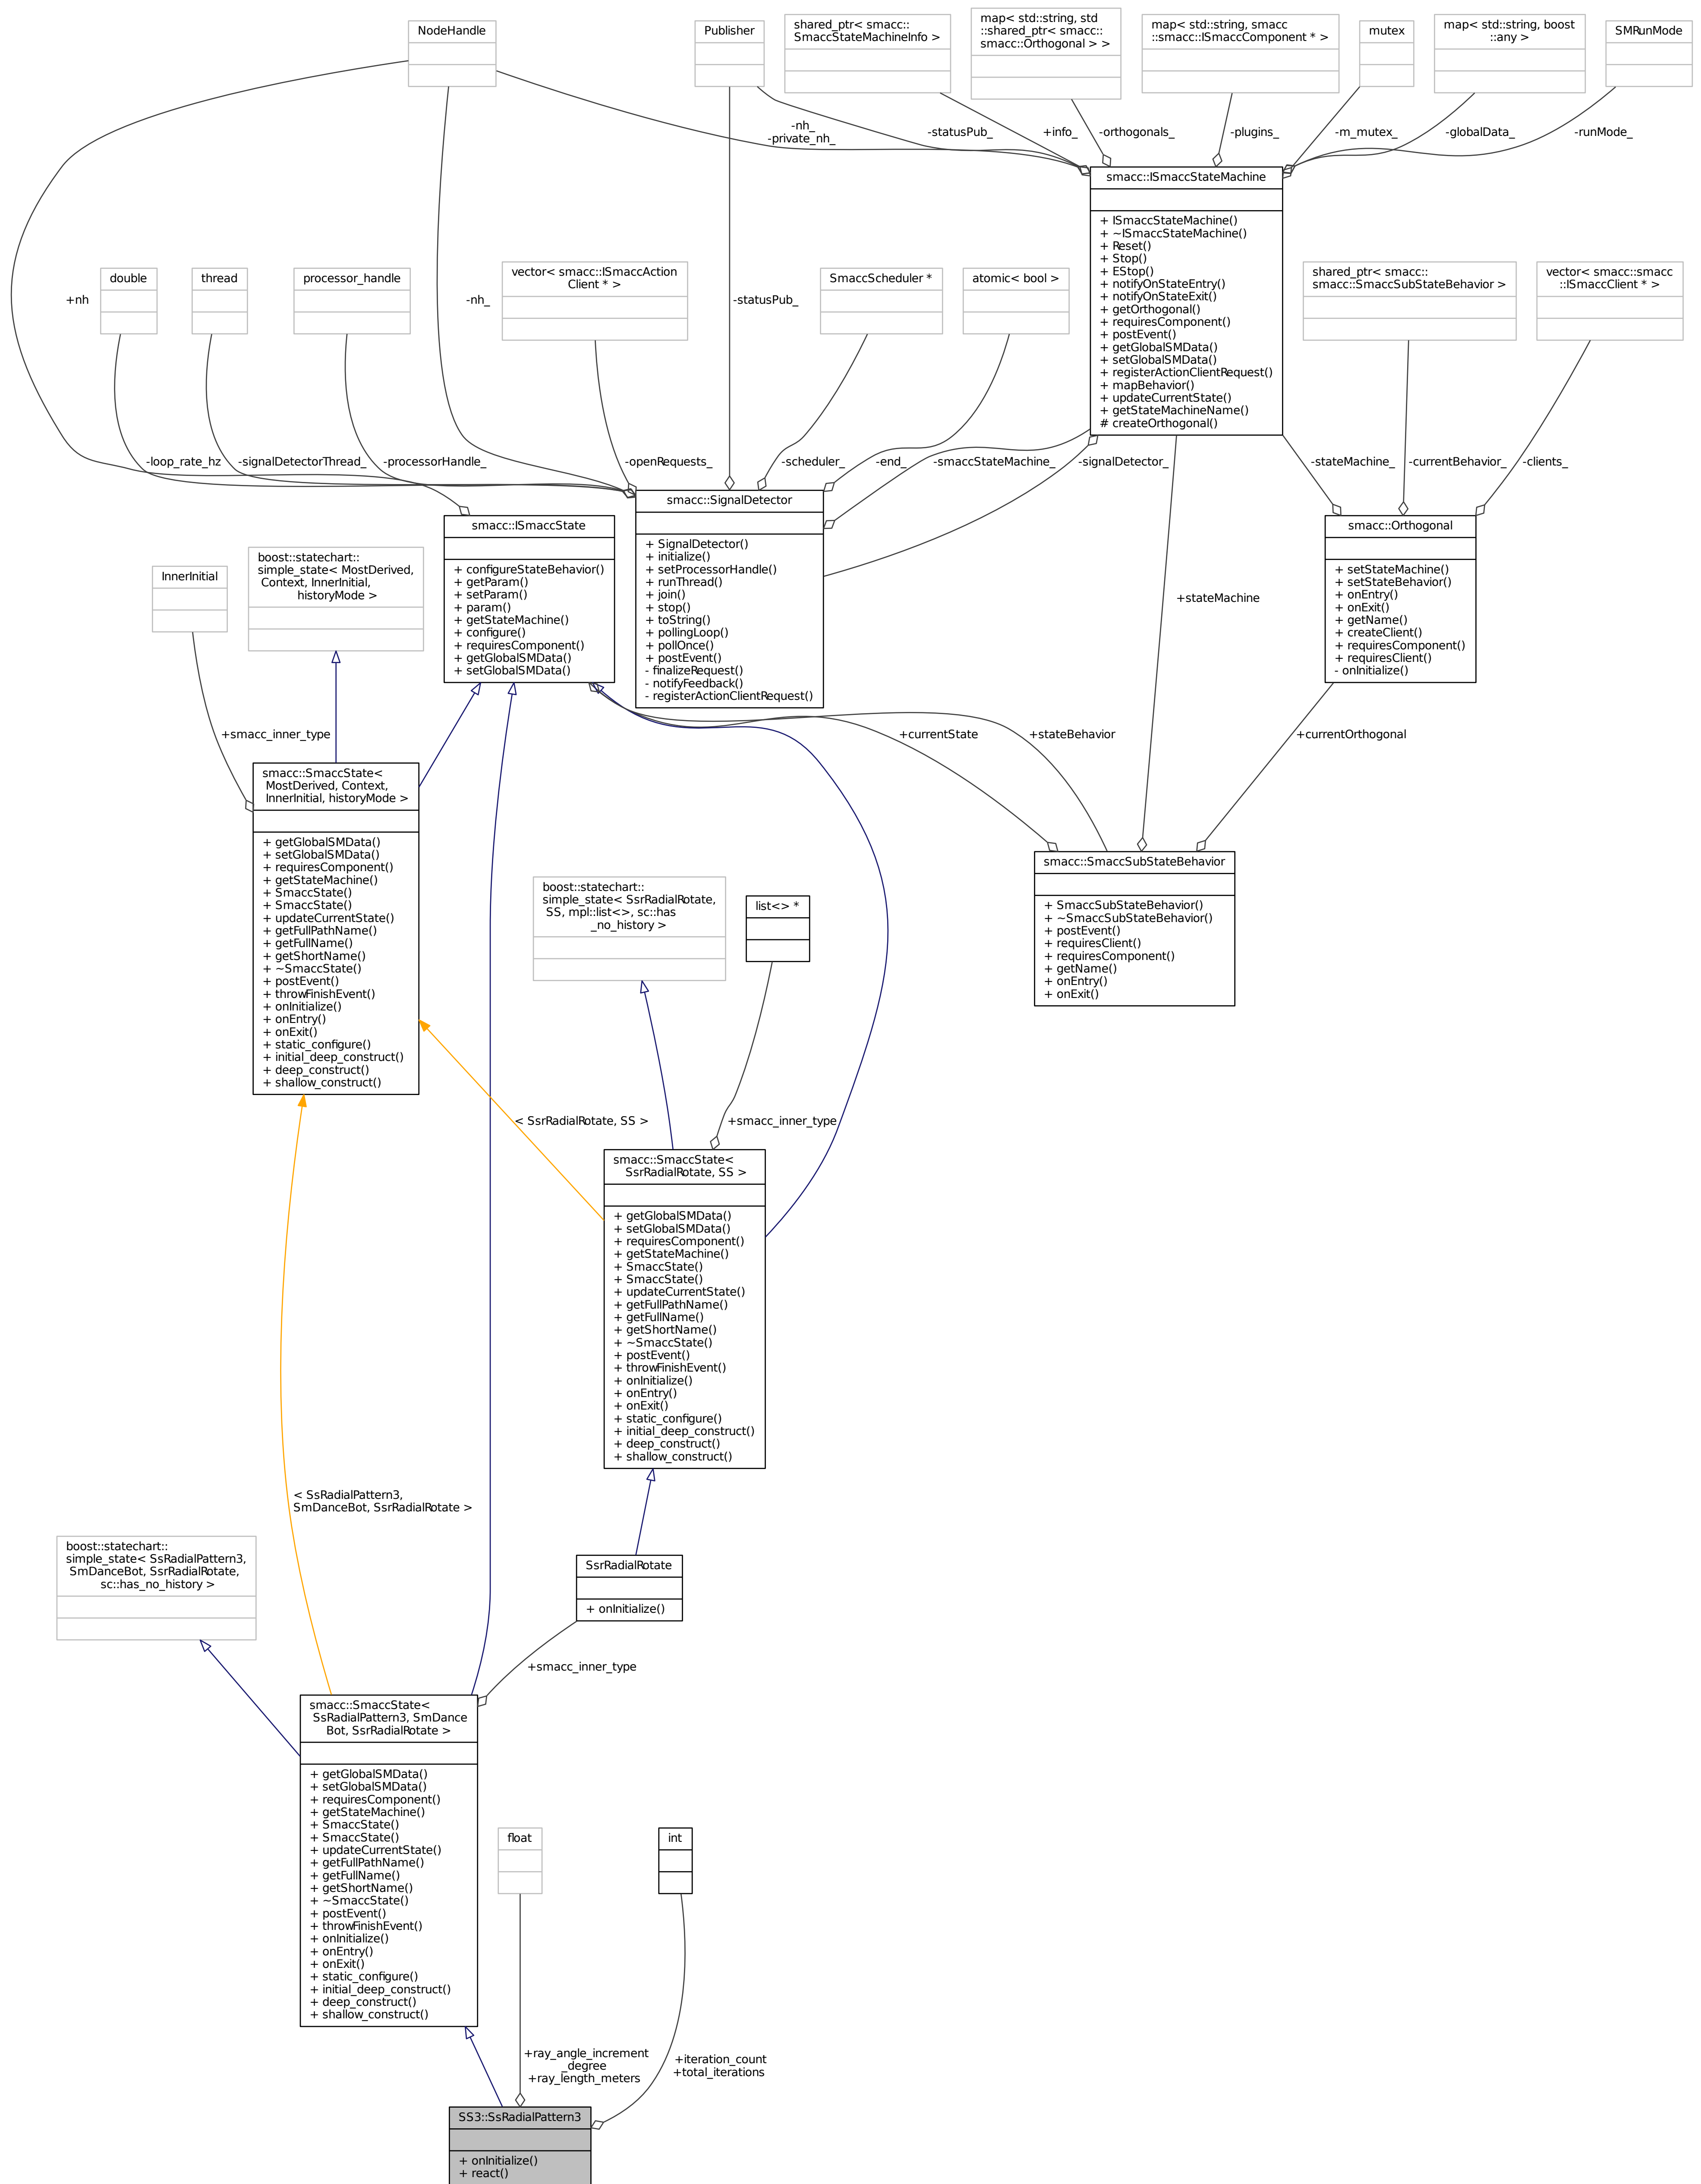 NodeHandle
Publisher
shared_ptr< smacc::
SmaccStateMachineInfo >
map< std::string, std
::shared_ptr< smacc::
smacc::Orthogonal > >
map< std::string, smacc
::smacc::ISmaccComponent * >
mutex
map< std::string, boost
::any >
SMRunMode
-nh_
-private_nh_
-statusPub_
+info_
-orthogonals_
-plugins_
-m_mutex_
-globalData_
-runMode_
smacc::ISmaccStateMachine
+ ISmaccStateMachine()
+ ~ISmaccStateMachine()
+ Reset()
+ Stop()
+ EStop()
+ notifyOnStateEntry()
+ notifyOnStateExit()
+ getOrthogonal()
+ requiresComponent()
+ postEvent()
+ getGlobalSMData()
+ setGlobalSMData()
+ registerActionClientRequest()
+ mapBehavior()
+ updateCurrentState()
+ getStateMachineName()
# createOrthogonal()
+nh
double
thread
processor_handle
vector< smacc::ISmaccAction
Client * >
-nh_
-statusPub_
SmaccScheduler *
atomic< bool >
shared_ptr< smacc::
smacc::SmaccSubStateBehavior >
vector< smacc::smacc
::ISmaccClient * >
-loop_rate_hz
-signalDetectorThread_
-processorHandle_
-openRequests_
-scheduler_
-end_
-smaccStateMachine_
-signalDetector_
-stateMachine_
-currentBehavior_
-clients_
smacc::SignalDetector
+ SignalDetector()
+ initialize()
+ setProcessorHandle()
+ runThread()
+ join()
+ stop()
+ toString()
+ pollingLoop()
+ pollOnce()
+ postEvent()
- finalizeRequest()
- notifyFeedback()
- registerActionClientRequest()
smacc::ISmaccState
+ configureStateBehavior()
+ getParam()
+ setParam()
+ param()
+ getStateMachine()
+ configure()
+ requiresComponent()
+ getGlobalSMData()
+ setGlobalSMData()
smacc::Orthogonal
+ setStateMachine()
+ setStateBehavior()
+ onEntry()
+ onExit()
+ getName()
+ createClient()
+ requiresComponent()
+ requiresClient()
- onInitialize()
InnerInitial
boost::statechart::
simple_state< MostDerived,
Context, InnerInitial,
historyMode >
+stateMachine
+smacc_inner_type
+currentState
+stateBehavior
+currentOrthogonal
smacc::SmaccState<
MostDerived, Context,
InnerInitial, historyMode >
+ getGlobalSMData()
+ setGlobalSMData()
+ requiresComponent()
+ getStateMachine()
+ SmaccState()
+ SmaccState()
+ updateCurrentState()
+ getFullPathName()
+ getFullName()
+ getShortName()
+ ~SmaccState()
+ postEvent()
+ throwFinishEvent()
+ onInitialize()
+ onEntry()
+ onExit()
+ static_configure()
+ initial_deep_construct()
+ deep_construct()
+ shallow_construct()
smacc::SmaccSubStateBehavior
+ SmaccSubStateBehavior()
+ ~SmaccSubStateBehavior()
+ postEvent()
+ requiresClient()
+ requiresComponent()
+ getName()
+ onEntry()
+ onExit()
boost::statechart::
simple_state< SsrRadialRotate,
SS, mpl::list<>, sc::has
_no_history >
list<> *
< SsrRadialRotate, SS >
+smacc_inner_type
smacc::SmaccState<
SsrRadialRotate, SS >
+ getGlobalSMData()
+ setGlobalSMData()
+ requiresComponent()
+ getStateMachine()
+ SmaccState()
+ SmaccState()
+ updateCurrentState()
+ getFullPathName()
+ getFullName()
+ getShortName()
+ ~SmaccState()
+ postEvent()
+ throwFinishEvent()
+ onInitialize()
+ onEntry()
+ onExit()
+ static_configure()
+ initial_deep_construct()
+ deep_construct()
+ shallow_construct()
< SsRadialPattern3,
SmDanceBot, SsrRadialRotate >
boost::statechart::
simple_state< SsRadialPattern3,
SmDanceBot, SsrRadialRotate,
sc::has_no_history >
SsrRadialRotate
+ onInitialize()
+smacc_inner_type
smacc::SmaccState<
SsRadialPattern3, SmDance
Bot, SsrRadialRotate >
+ getGlobalSMData()
+ setGlobalSMData()
+ requiresComponent()
+ getStateMachine()
+ SmaccState()
+ SmaccState()
+ updateCurrentState()
+ getFullPathName()
+ getFullName()
+ getShortName()
+ ~SmaccState()
+ postEvent()
+ throwFinishEvent()
+ onInitialize()
+ onEntry()
+ onExit()
+ static_configure()
+ initial_deep_construct()
+ deep_construct()
+ shallow_construct()
float
int
+ray_angle_increment
_degree
+ray_length_meters
+iteration_count
+total_iterations
SS3::SsRadialPattern3
+ onInitialize()
+ react()